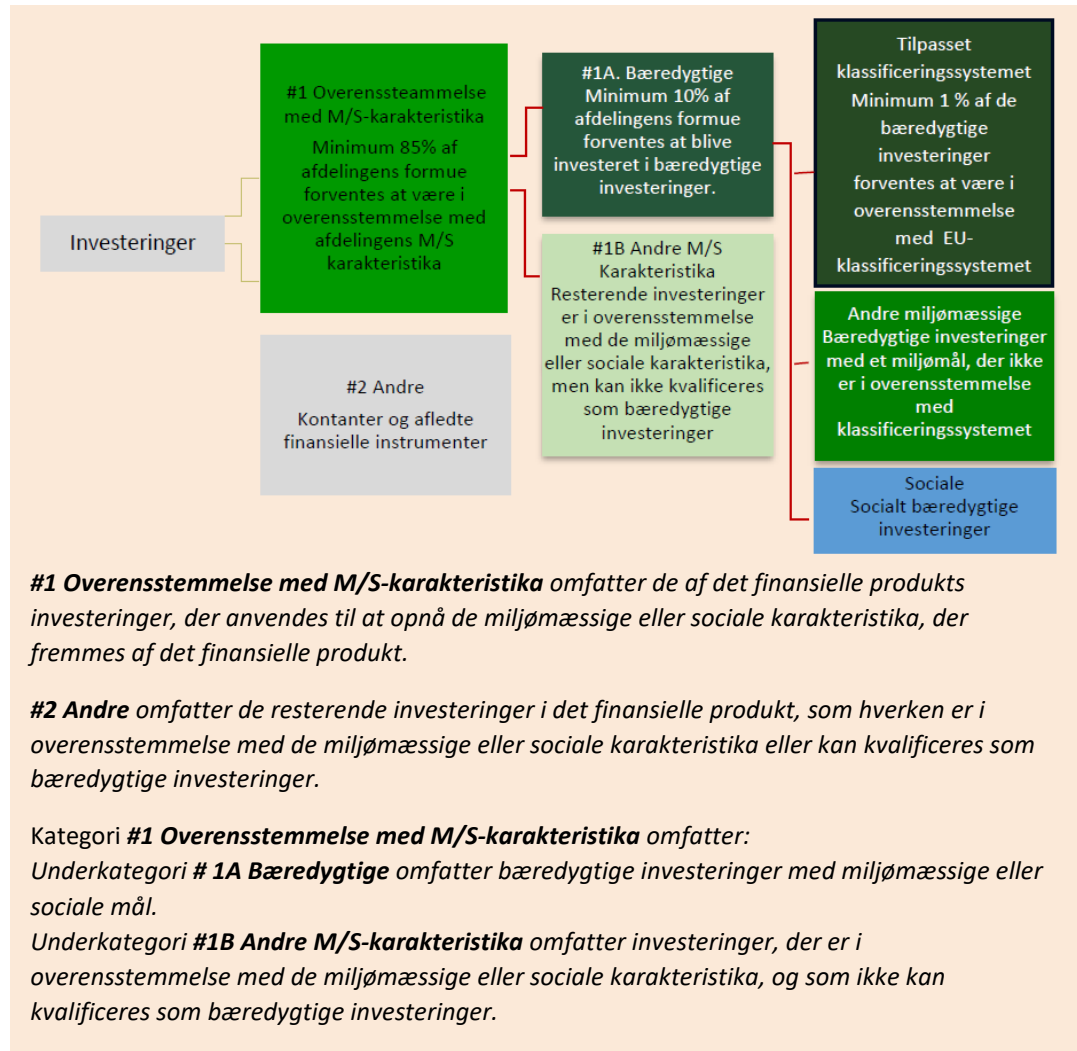 Investeringer
#1 Overenssteammelse
med M/S-karakteristika
Minimum 85% af
afdelingens formue
forventes at være i
overensstemmelse med
afdelingens M/S
karakteristika
#2 Andre
Kontanter og afledte
finansielle instrumenter
#1A. Bæredygtige
Minimum 10% af
afdelingens formue
forventes at blive
investeret i bæredygtige
investeringer.
#1B Andre M/S
Karakteristika
Resterende investeringer
er i overensstemmelse
med de miljømæssige
eller sociale karakteristika,
men kan ikke kvalificeres
som bæredygtige
investeringer
Tilpasset
klassificeringssystemet
Minimum 1 % af de
bæredygtige
investeringer
forventes at være i
overensstemmelse
med EU-
klassificeringssystemet
Andre miljømæssige
Bæredygtige investeringer
med et miljømål, der ikke
er i overensstemmelse
med
klassificeringssystemet
Sociale
Socialt bæredygtige
investeringer
#1 Overensstemmelse med M/S-karakteristika omfatter de af det finansielle produkts
investeringer, der anvendes til at opnå de miljømæssige eller sociale karakteristika, der
fremmes af det finansielle produkt.
#2 Andre omfatter de resterende investeringer i det finansielle produkt, som hverken er i
overensstemmelse med de miljømæssige eller sociale karakteristika eller kan kvalificeres som
bæredygtige investeringer.
Kategori #1 Overensstemmelse med M/S-karakteristika omfatter:
Underkategori # 1A Bæredygtige omfatter bæredygtige investeringer med miljømæssige eller
sociale mål.
Underkategori #1B Andre M/S-karakteristika omfatter investeringer, der er i
overensstemmelse med de miljømæssige eller sociale karakteristika, og som ikke kan
kvalificeres som bæredygtige investeringer.